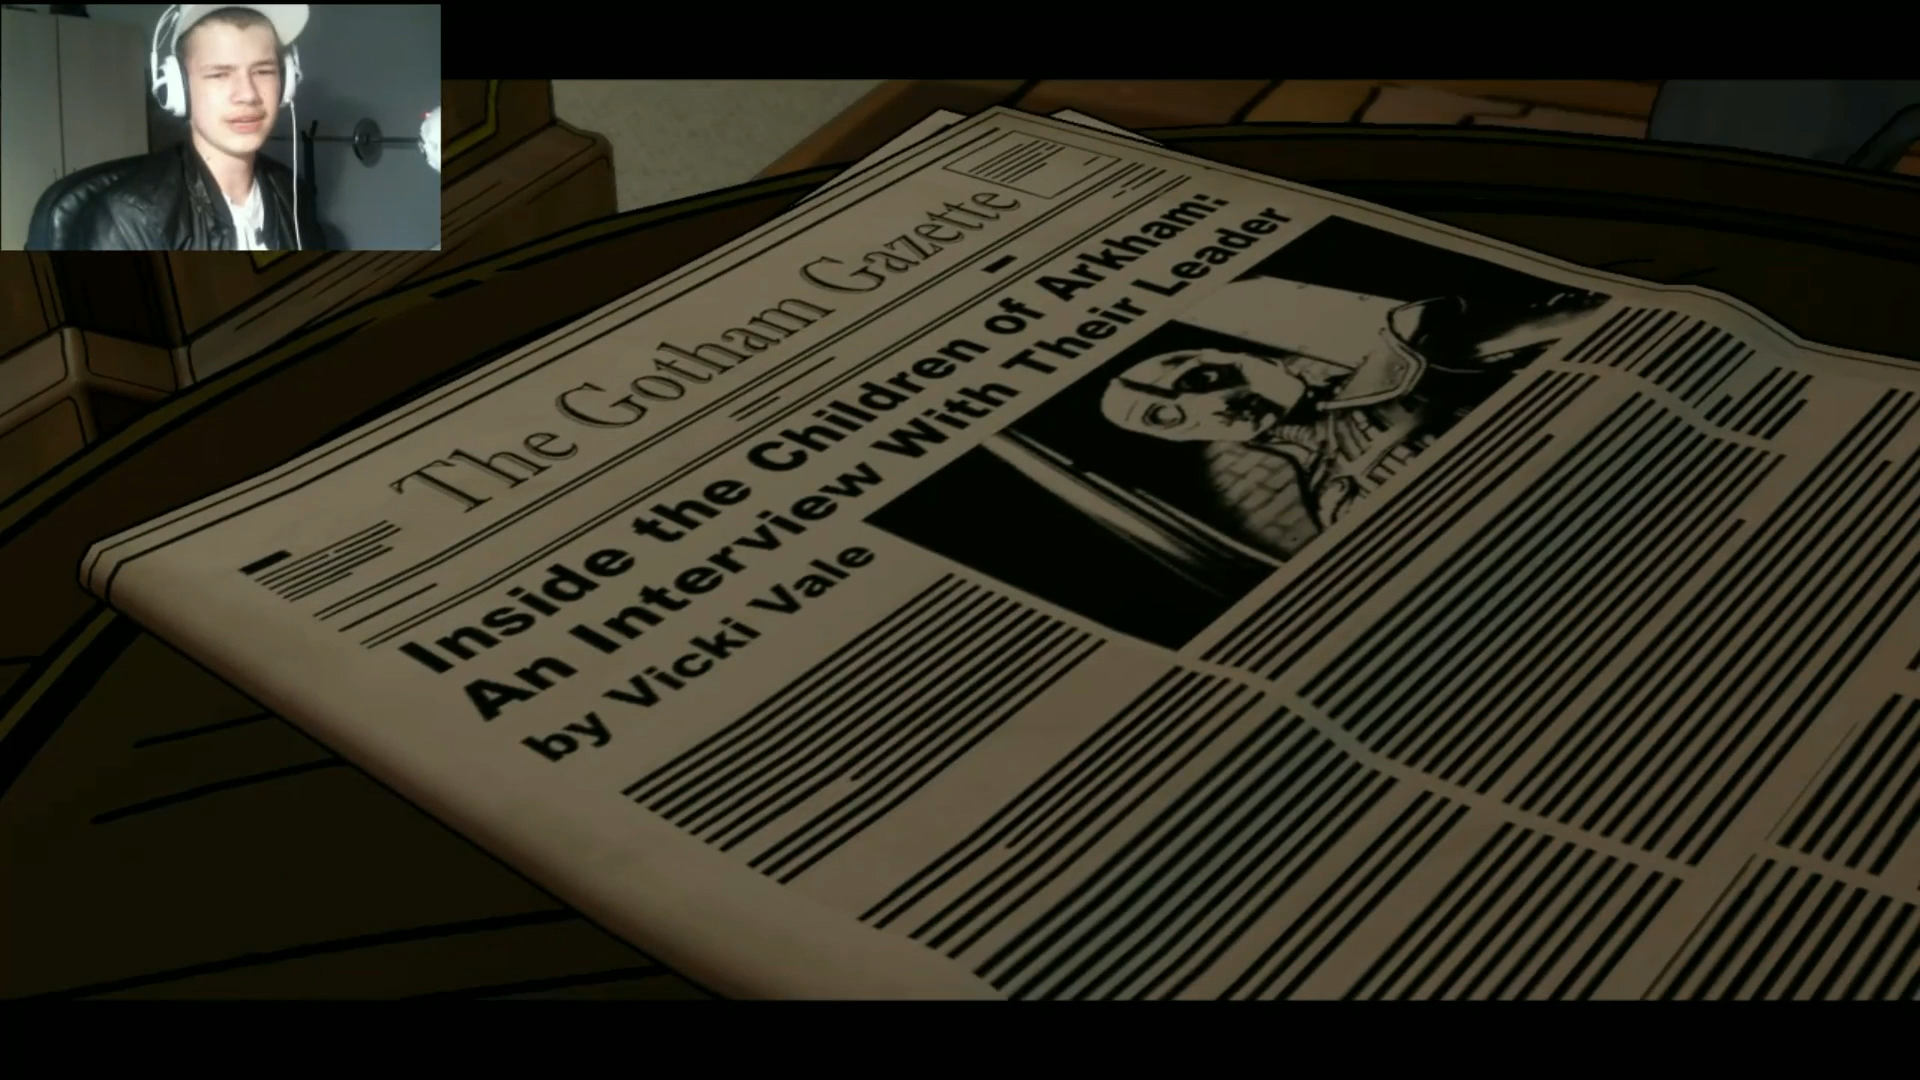 The Gotham Gazette
Inside the Children of Arkham:
An Interview With Their Leader
by Vicki Vale